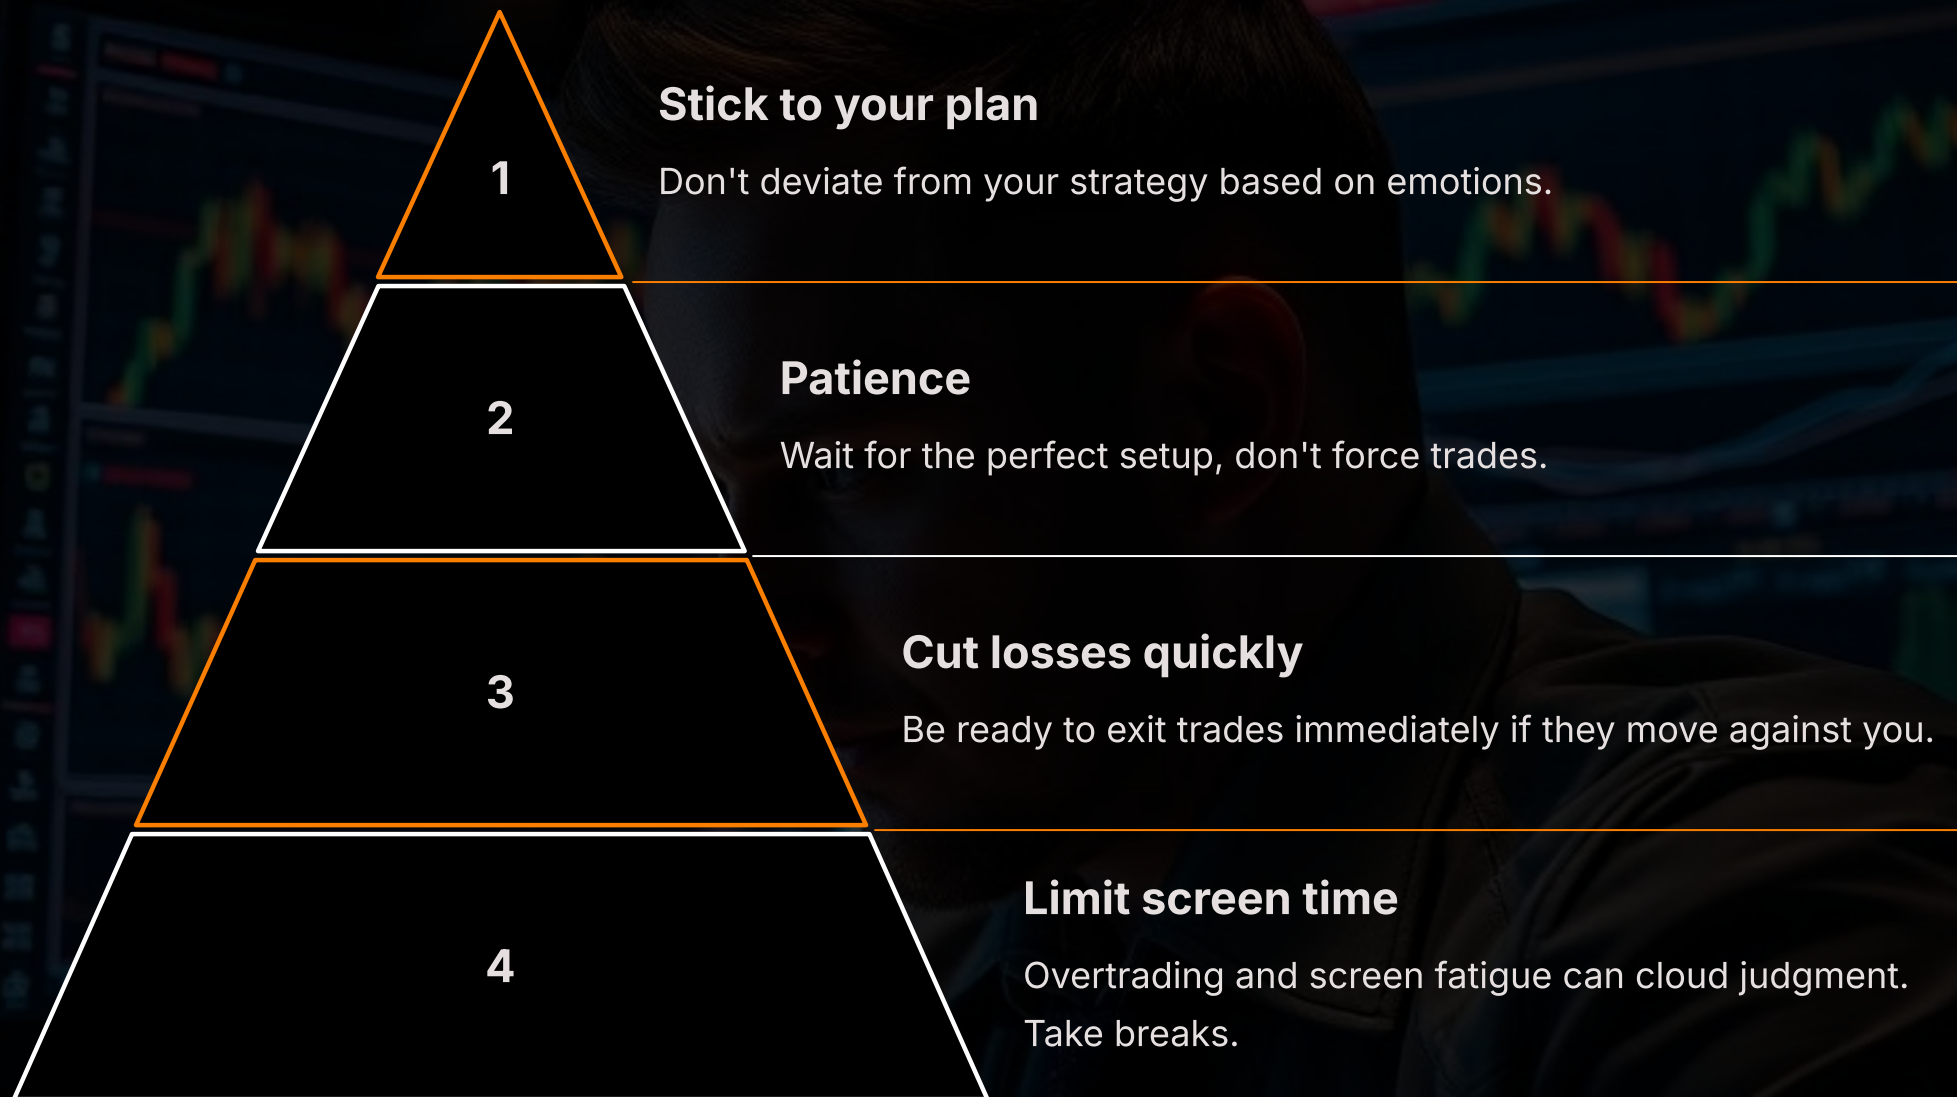 1
Stick to your plan
Don't deviate from your strategy based on emotions.
2
Patience
Wait for the perfect setup, don't force trades.
3
Cut losses quickly
Be ready to exit trades immediately if they move against you.
4
Limit screen time
Overtrading and screen fatigue can cloud judgment.
Take breaks.